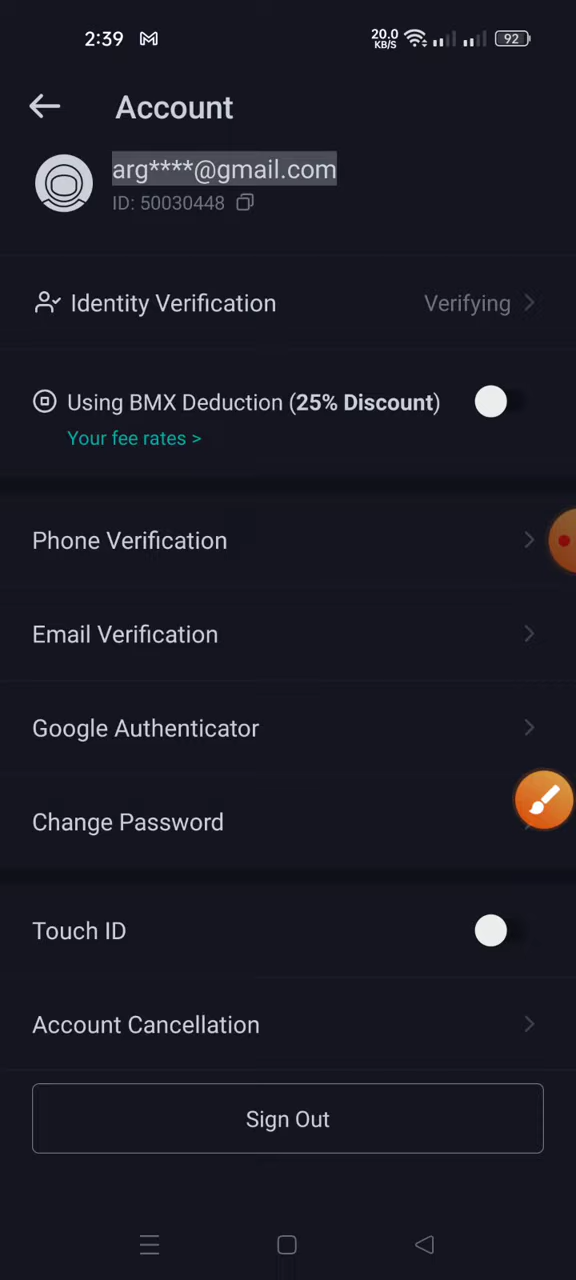 2:39
20.0
KB/S
92
Account
arg****@gmail.com
ID: 50030448
Identity Verification
Verifying
Using BMX Deduction (25% Discount)
Your fee rates >
Phone Verification
Email Verification
Google Authenticator
Change Password
Touch ID
Account Cancellation
Sign Out